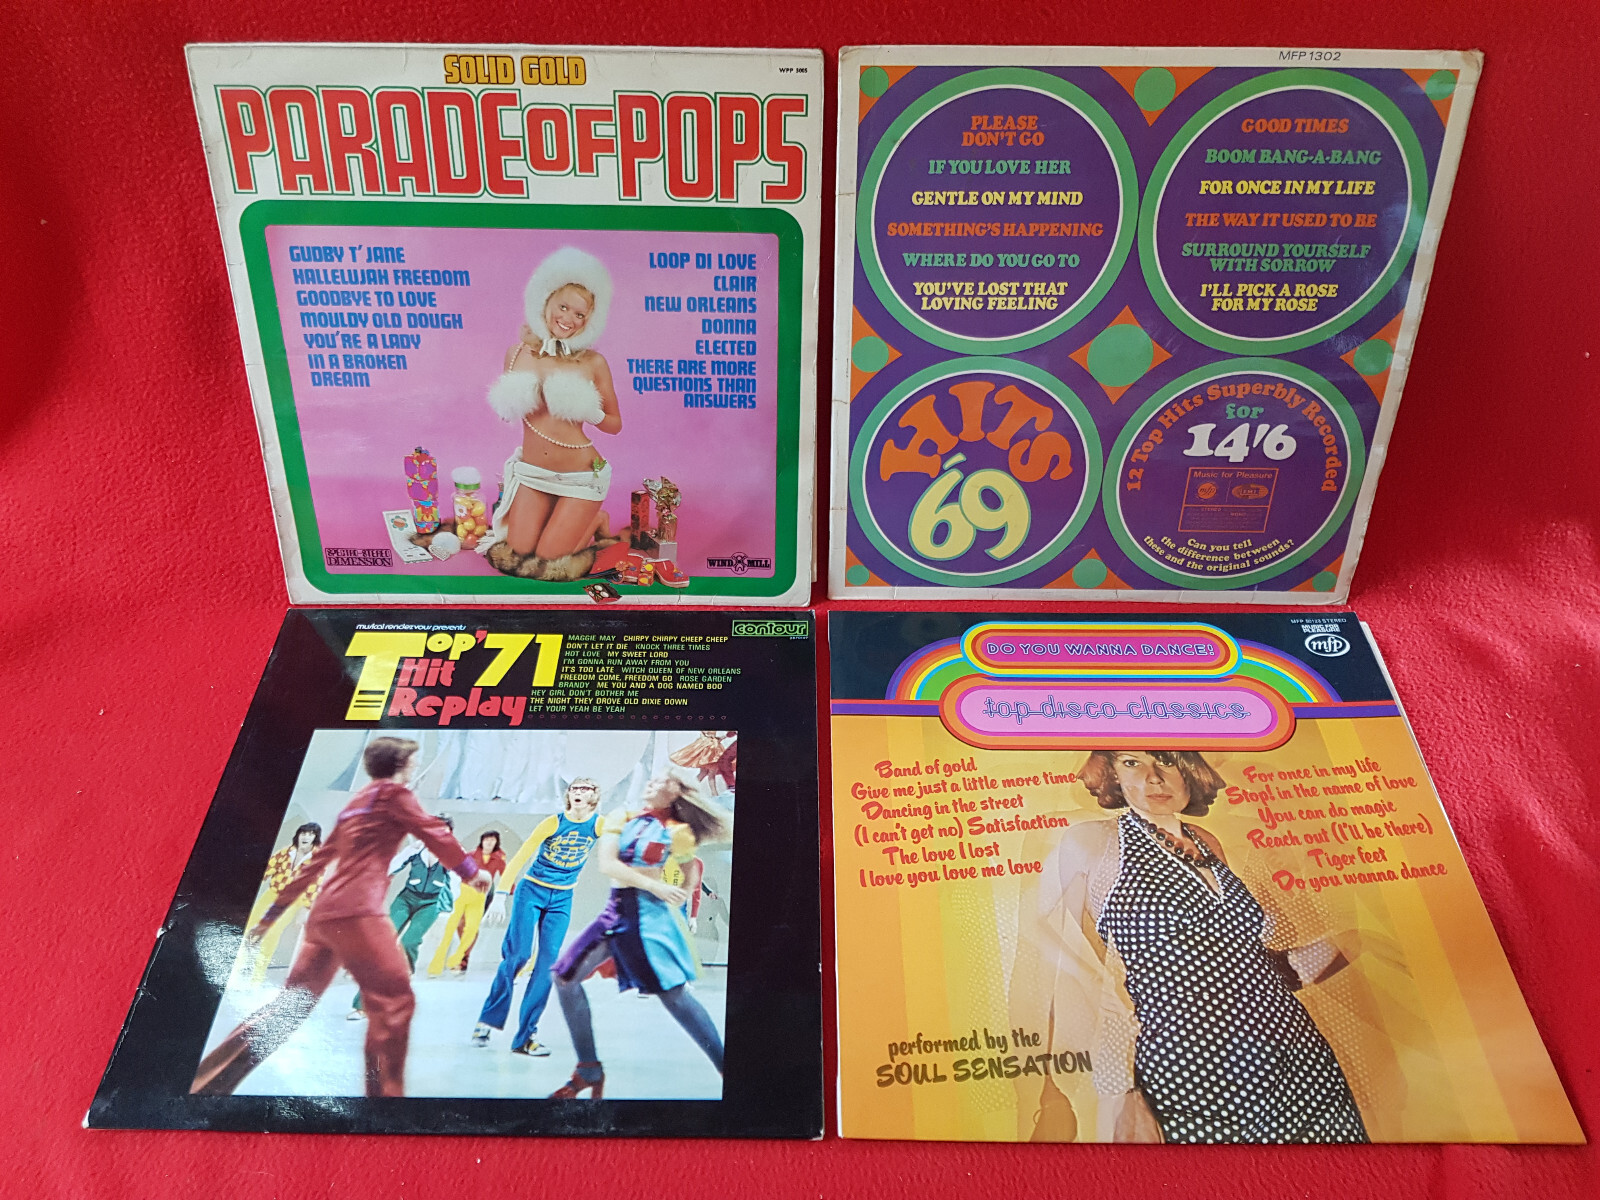 SOLID GOLD
WPP 5005
PARADE OF POPS
GUDBY T' JANE
HALLELUJAH FREEDOM
GOODBYE TO LOVE
MOULDY OLD DOUGH
YOU'RE A LADY
IN A BROKEN
DREAM
LOOP DI LOVE
CLAIR
NEW ORLEANS
DONNA
ELECTED
THERE ARE MORE
QUESTIONS THAN
ANSWERS
SPECTRO-STEREO
DIMENSION
WIND MILL
MFP 1302
PLEASE
DON'T GO
IF YOU LOVE HER
GENTLE ON MY MIND
SOMETHING'S HAPPENING
WHERE DO YOU GO TO
YOU'VE LOST THAT
LOVING FEELING
GOOD TIMES
BOOM BANG-A-BANG
FOR ONCE IN MY LIFE
THE WAY IT USED TO BE
SURROUND YOURSELF
WITH SORROW
I'LL PICK A ROSE
FOR MY ROSE
HITS
'69
12 Top Hits Superbly Recorded
for
14'6
Music for Pleasure
mfp
EMI
Can you tell
the difference between
these and the original sounds?
musical rendezvous presents
Top '71
Hit
Replay
contour
MAGGIE MAY CHIRPY CHIRPY CHEEP CHEEP
DON'T LET IT DIE KNOCK THREE TIMES
HOT LOVE MY SWEET LORD
I'M GONNA RUN AWAY FROM YOU
IT'S TOO LATE WITCH QUEEN OF NEW ORLEANS
FREEDOM COME, FREEDOM GO ROSE GARDEN
BRANDY ME YOU AND A DOG NAMED BOO
HEY GIRL DON'T BOTHER ME
THE NIGHT THEY DROVE OLD DIXIE DOWN
LET YOUR YEAH BE YEAH
MFP 50123 STEREO
MUSIC FOR
PLEASURE
mfp
DO YOU WANNA DANCE!
top disco classics
Band of gold
Give me just a little more time
Dancing in the street
(I can't get no) Satisfaction
The love I lost
I love you love me love
For once in my life
Stop! in the name of love
You can do magic
Reach out (I'll be there)
Tiger feet
Do you wanna dance
performed by the
SOUL SENSATION